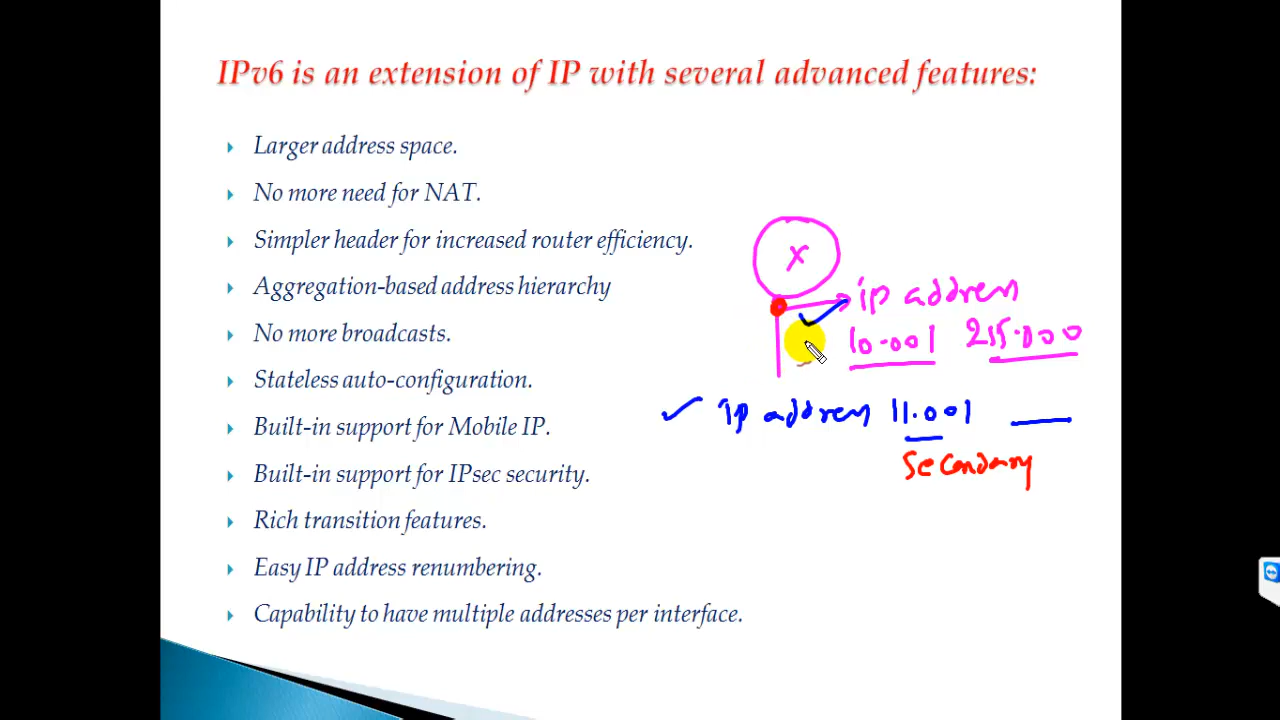 IPv6 is an extension of IP with several advanced features:
Larger address space.
No more need for NAT.
Simpler header for increased router efficiency.
Aggregation-based address hierarchy
No more broadcasts.
Stateless auto-configuration.
Built-in support for Mobile IP.
Built-in support for IPsec security.
Rich transition features.
Easy IP address renumbering.
Capability to have multiple addresses per interface.
X
ip address
10.001 255.000
ip address 11.001
Secondary